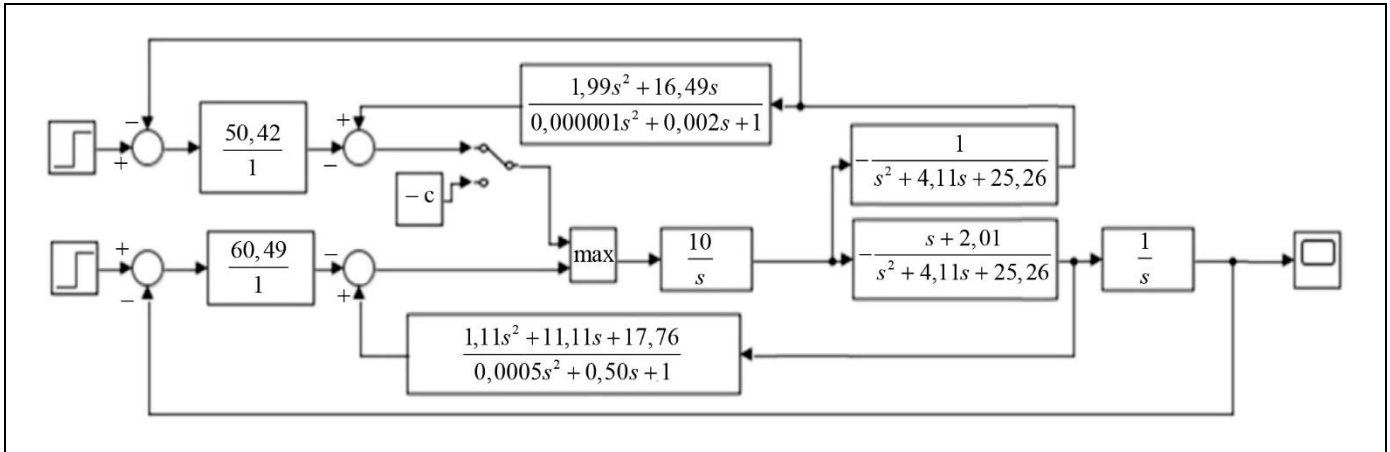 −
+
50,42
1
+
−
1,99s² + 16,49s
0,000001s² + 0,002s + 1
− c
−
1
s² + 4,11s + 25,26
+
−
60,49
1
−
+
max
10
s
−
s + 2,01
s² + 4,11s + 25,26
1
s
1,11s² + 11,11s + 17,76
0,0005s² + 0,50s + 1